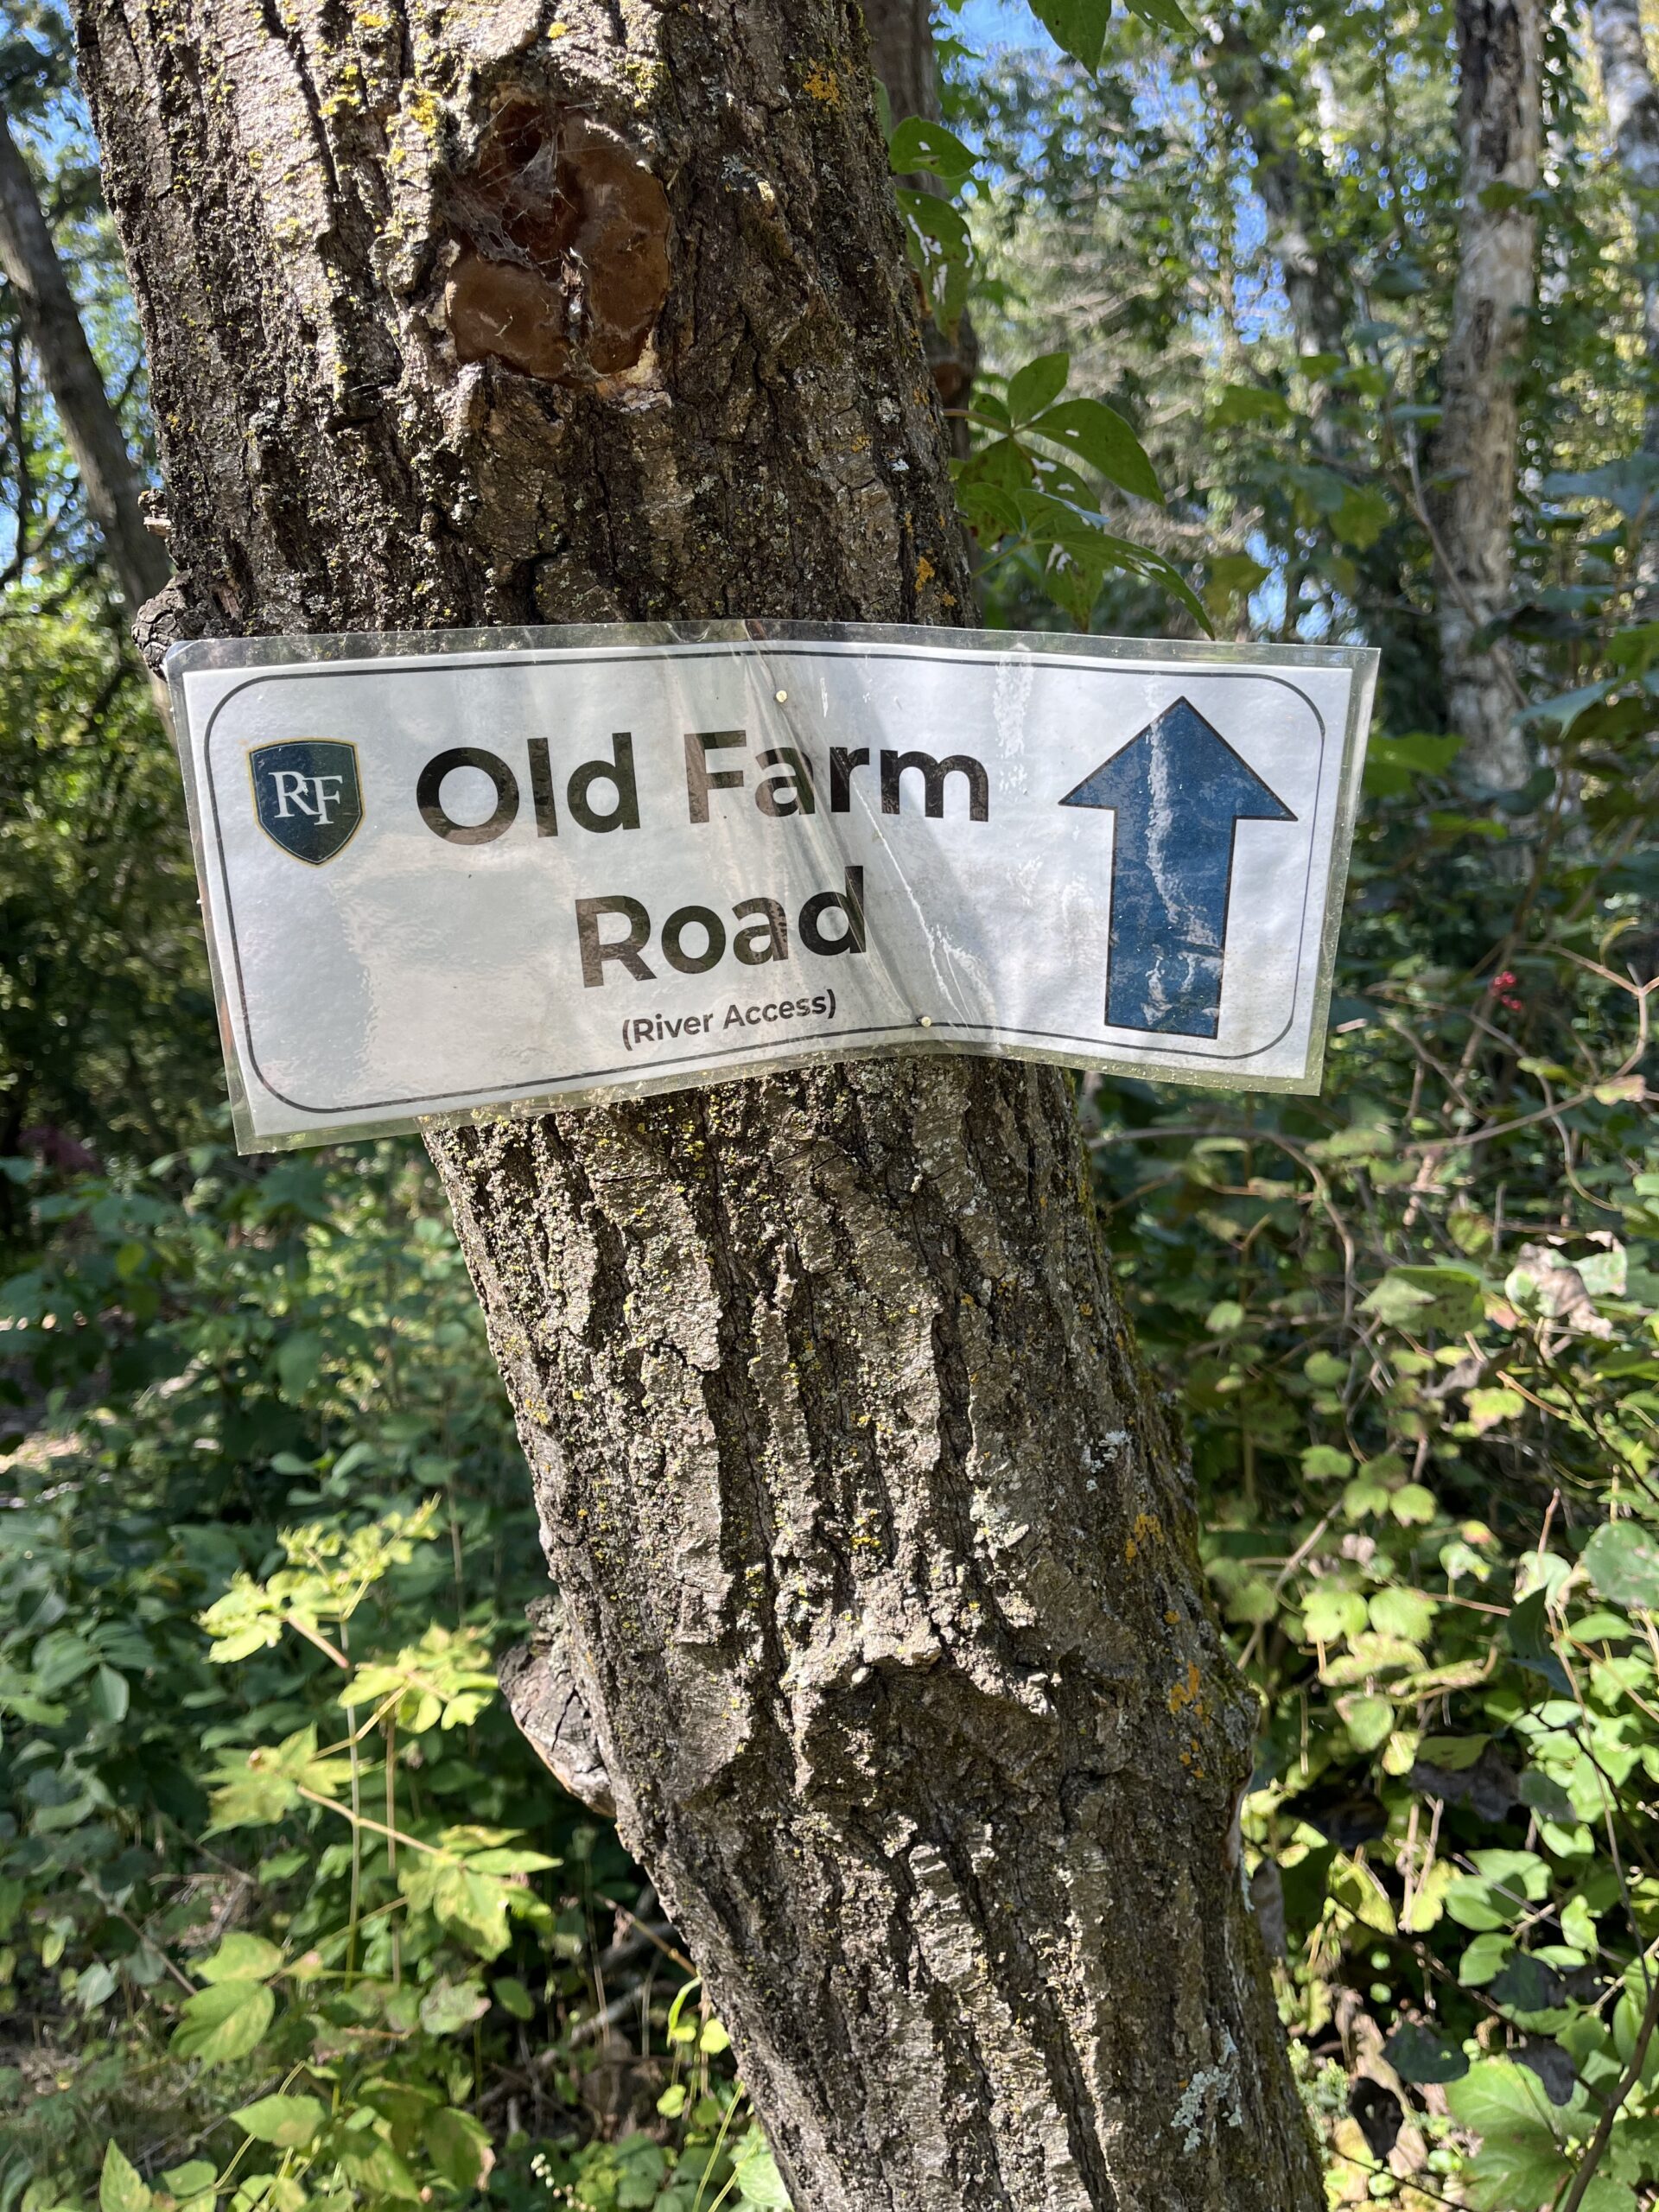 RF
Old Farm
Road
(River Access)